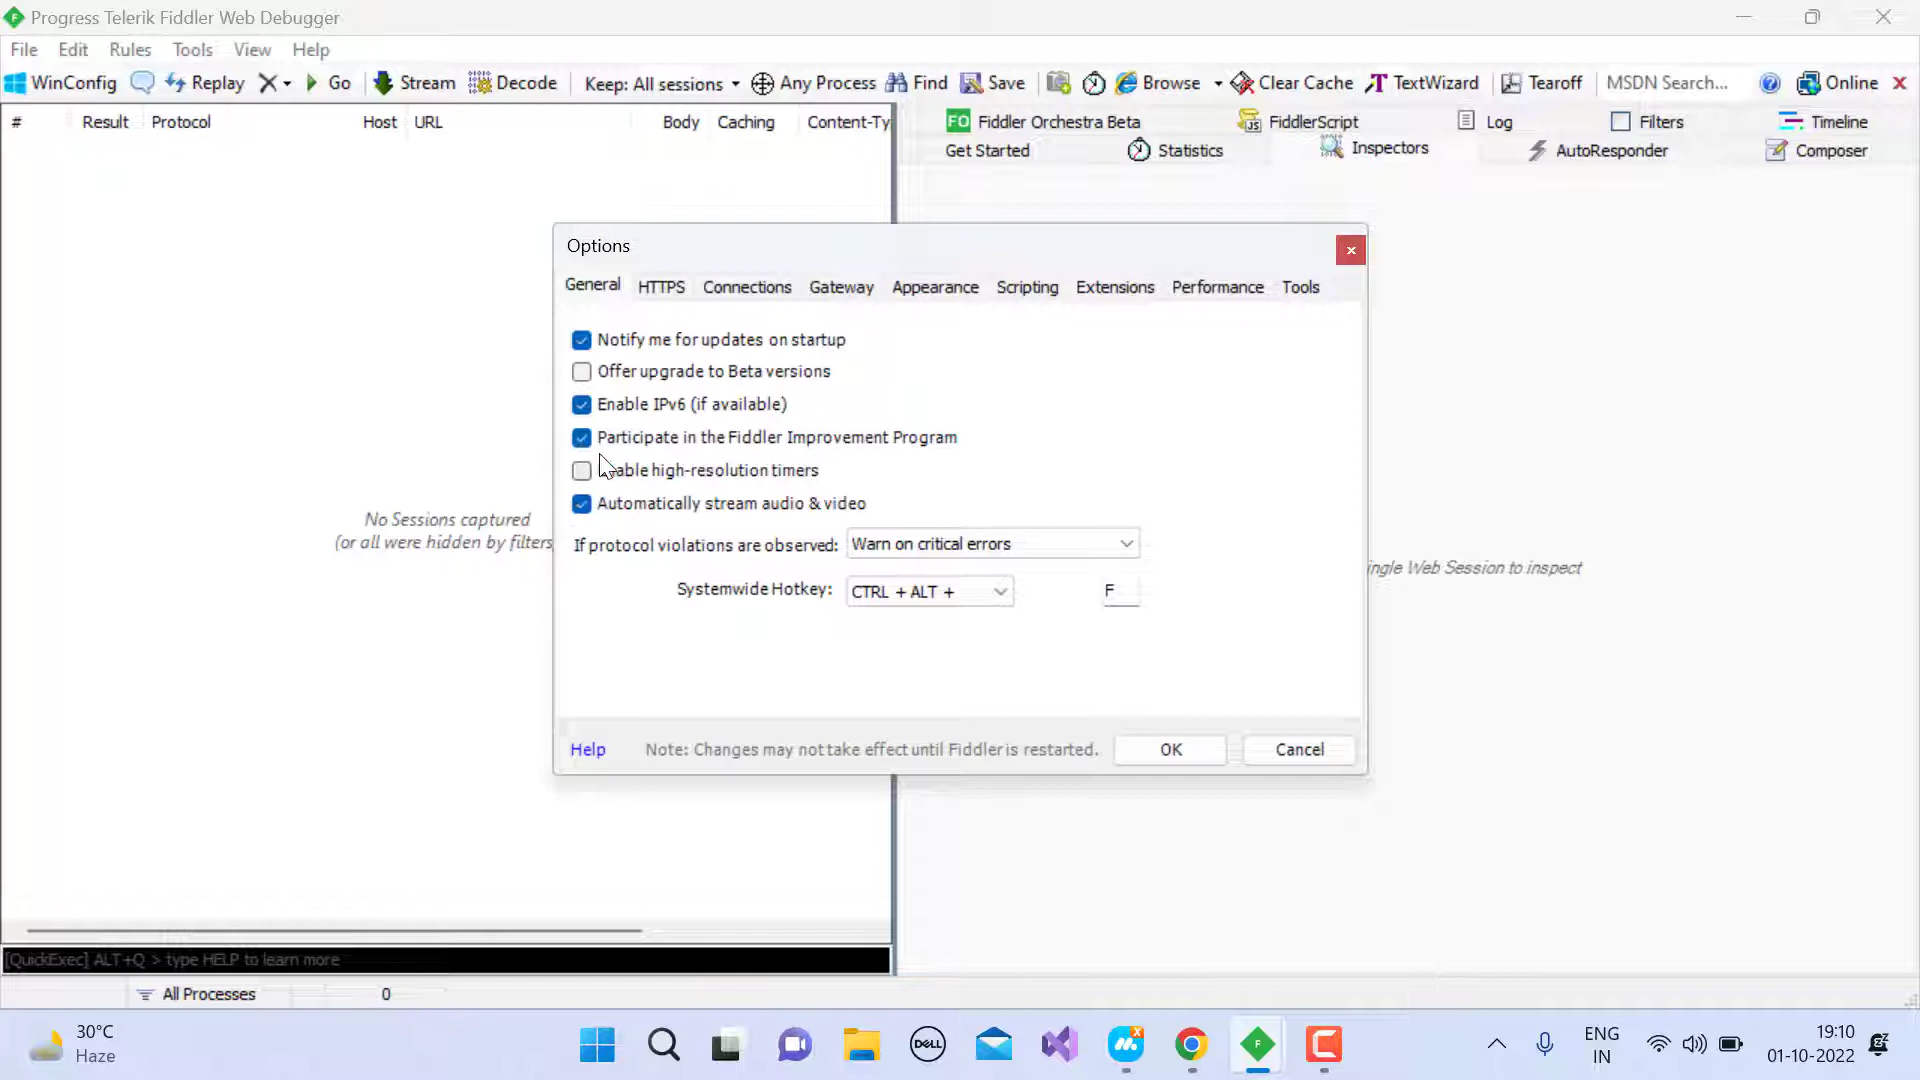 Progress Telerik Fiddler Web Debugger
File Edit Rules Tools View Help
WinConfig Replay Go Stream Decode Keep: All sessions Any Process Find Save Browse Clear Cache TextWizard Tearoff MSDN Search... Online
# Result Protocol Host URL Body Caching Content-Ty
FO Fiddler Orchestra Beta FiddlerScript Log Filters Timeline
Get Started Statistics Inspectors AutoResponder Composer
Options
General HTTPS Connections Gateway Appearance Scripting Extensions Performance Tools
Notify me for updates on startup
Offer upgrade to Beta versions
Enable IPv6 (if available)
Participate in the Fiddler Improvement Program
able high-resolution timers
Automatically stream audio & video
If protocol violations are observed: Warn on critical errors
Systemwide Hotkey: CTRL + ALT + F
Help Note: Changes may not take effect until Fiddler is restarted. OK Cancel
No Sessions captured
(or all were hidden by filters
ingle Web Session to inspect
[QuickExec] ALT+Q > type HELP to learn more
All Processes 0
30°C
Haze
DELL
ENG
IN
19:10
01-10-2022